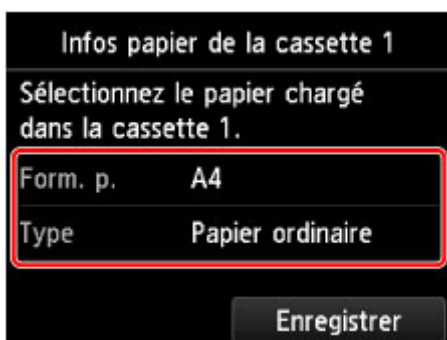 Infos papier de la cassette 1
Sélectionnez le papier chargé
dans la cassette 1.
Form. p. A4
Type Papier ordinaire
Enregistrer